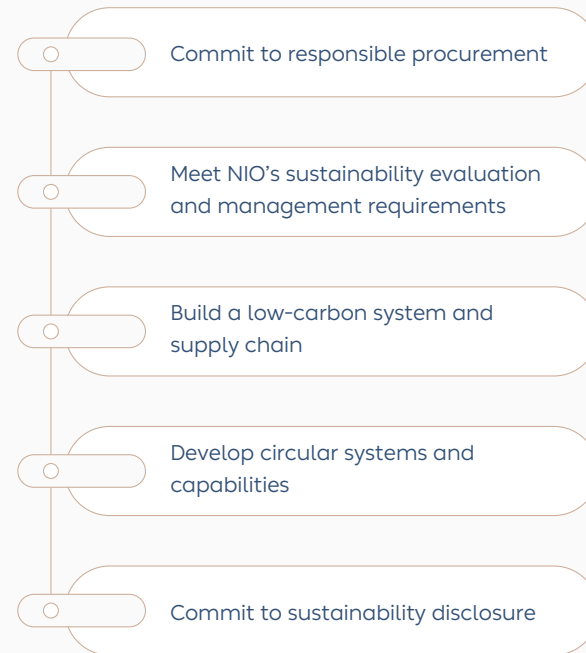 Commit to responsible procurement
Meet NIO’s sustainability evaluation
and management requirements
Build a low-carbon system and
supply chain
Develop circular systems and
capabilities
Commit to sustainability disclosure